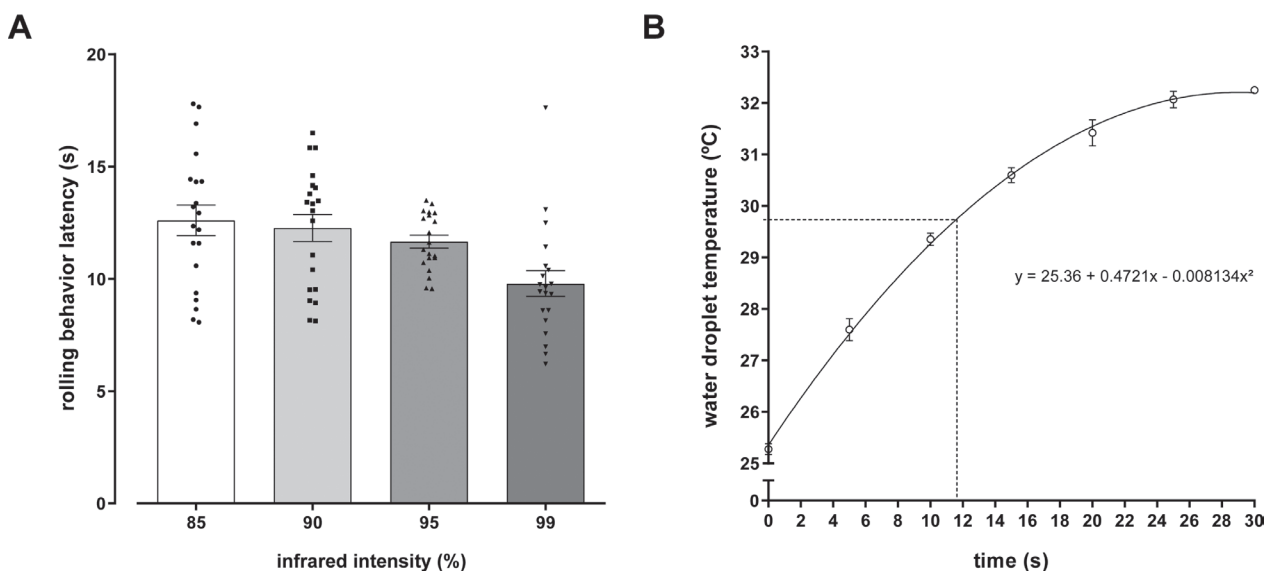 A
rolling behavior latency (s)
20
15
10
5
0
85 90 95 99
infrared intensity (%)
B
water droplet temperature (ºC)
33
32
31
30
29
28
27
26
25
0
y = 25.36 + 0.4721x - 0.008134x²
0 2 4 6 8 10 12 14 16 18 20 22 24 26 28 30
time (s)